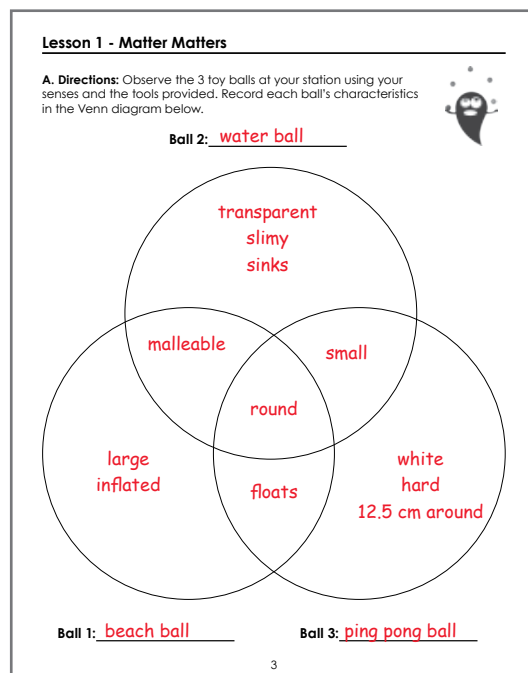 Lesson 1 - Matter Matters
A. Directions: Observe the 3 toy balls at your station using your
senses and the tools provided. Record each ball's characteristics
in the Venn diagram below.
Ball 2: water ball
transparent
slimy
sinks
malleable
small
round
large
inflated
floats
white
hard
12.5 cm around
Ball 1: beach ball
Ball 3: ping pong ball
3